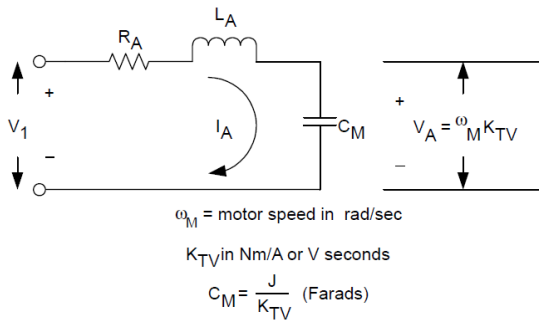 L_A
R_A
+
V_1
–
I_A
C_M
+
V_A = ω_M K_TV
–
ω_M = motor speed in rad/sec
K_TV in Nm/A or V seconds
C_M = J / K_TV (Farads)